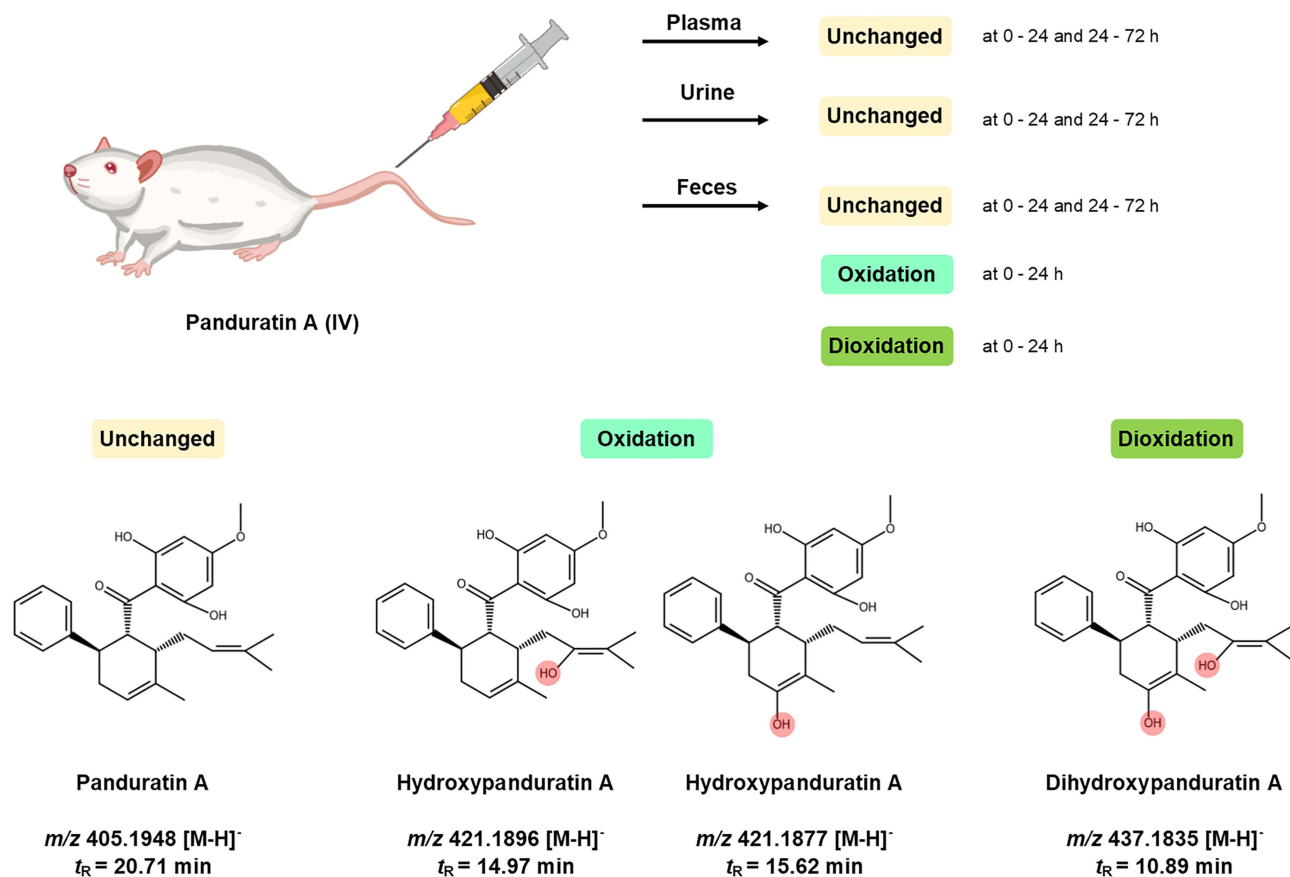 Plasma
Unchanged
at 0 - 24 and 24 - 72 h
Urine
Unchanged
at 0 - 24 and 24 - 72 h
Feces
Unchanged
at 0 - 24 and 24 - 72 h
Oxidation
at 0 - 24 h
Dioxidation
at 0 - 24 h
Panduratin A (IV)
Unchanged
Oxidation
Dioxidation
HO
O
O
OH
HO
O
O
OH
HO
HO
O
O
OH
OH
HO
O
O
OH
HO
OH
Panduratin A
Hydroxypanduratin A
Hydroxypanduratin A
Dihydroxypanduratin A
m/z 405.1948 [M-H]⁻
tR = 20.71 min
m/z 421.1896 [M-H]⁻
tR = 14.97 min
m/z 421.1877 [M-H]⁻
tR = 15.62 min
m/z 437.1835 [M-H]⁻
tR = 10.89 min